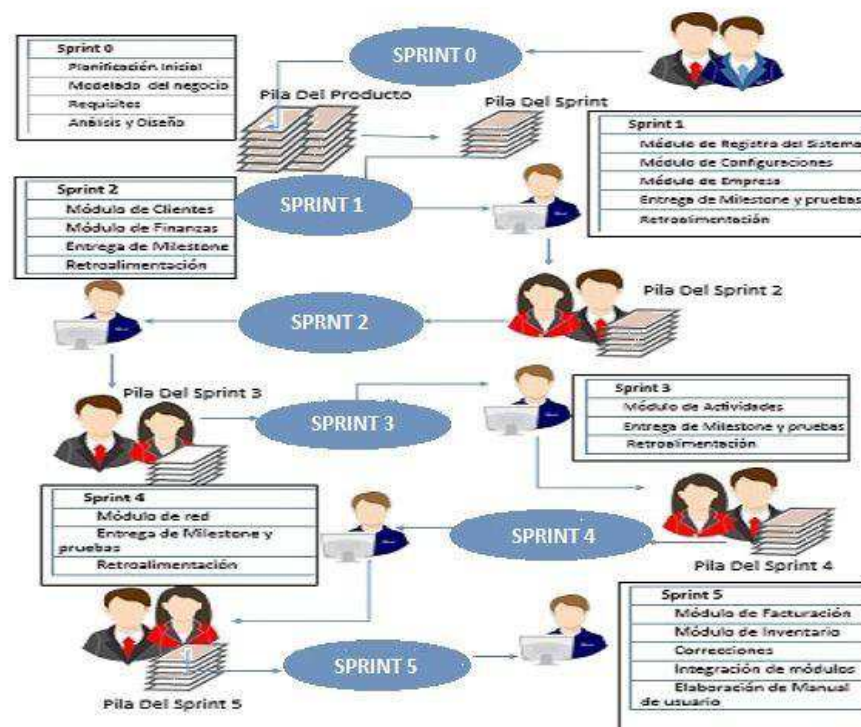 SPRINT 0
Sprint 0
Planificación Inicial
Modelado del negocio
Requisitos
Análisis y Diseño
Pila Del Producto
Pila Del Sprint
Sprint 1
Módulo de Registra del Sistema
Módulo de Configuraciones
Módulo de Empresa
Entrega de Milestone y pruebas
Retroalimentación
Sprint 2
Módulo de Clientes
Módulo de Finanzas
Entrega de Milestone
Retroalimentación
SPRINT 1
Pila Del Sprint 2
SPRNT 2
Pila Del Sprint 3
SPRINT 3
Sprint 3
Módulo de Actividades
Entrega de Milestone y pruebas
Retroalimentación
Sprint 4
Módulo de red
Entrega de Milestone y
pruebas
Retroalimentación
SPRINT 4
Pila Del Sprint 4
Sprint 5
Módulo de Facturación
Módulo de Inventario
Correcciones
Integración de módulos
Elaboración de Manual
de usuario
SPRINT 5
Pila Del Sprint 5